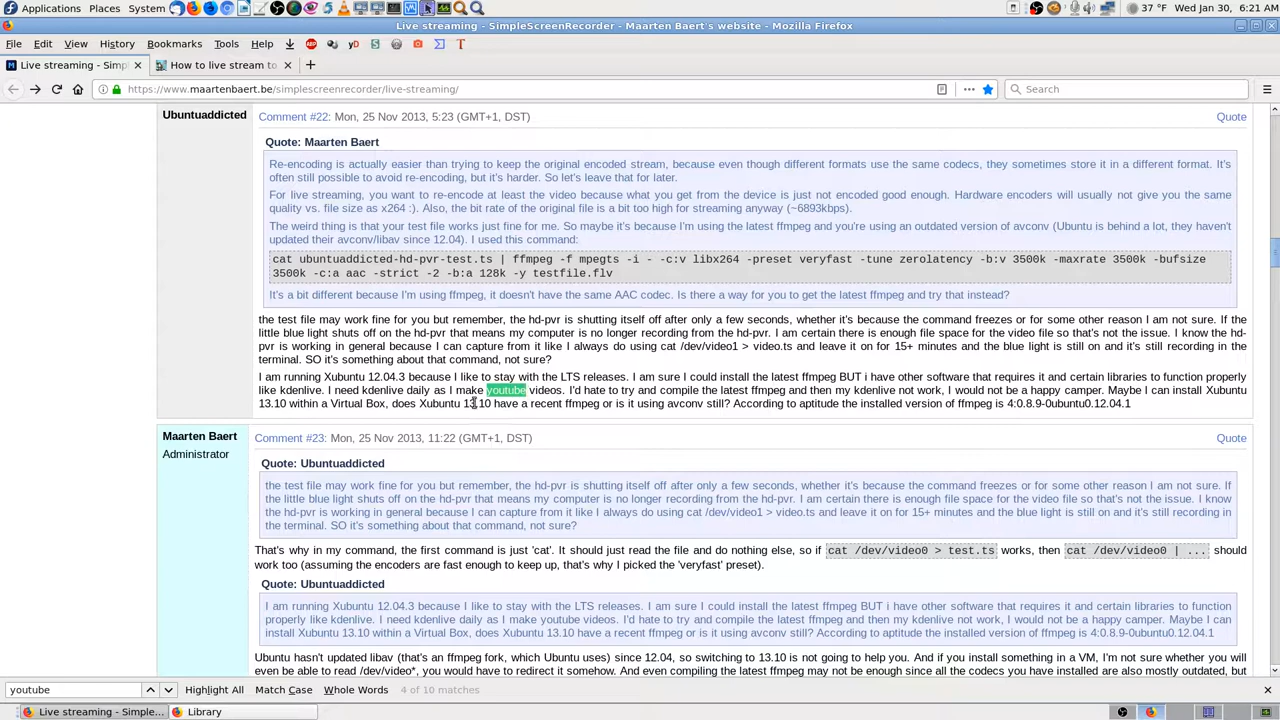 Applications Places System 37 °F Wed Jan 30, 6:21 AM
Live streaming - SimpleScreenRecorder - Maarten Baert's website - Mozilla Firefox
File Edit View History Bookmarks Tools Help
Live streaming - Simpl × How to live stream to × +
https://www.maartenbaert.be/simplescreenrecorder/live-streaming/ Search
Ubuntuaddicted
Comment #22: Mon, 25 Nov 2013, 5:23 (GMT+1, DST) Quote
Quote: Maarten Baert
Re-encoding is actually easier than trying to keep the original encoded stream, because even though different formats use the same codecs, they sometimes store it in a different format. It's
often still possible to avoid re-encoding, but it's harder. So let's leave that for later.
For live streaming, you want to re-encode at least the video because what you get from the device is just not encoded good enough. Hardware encoders will usually not give you the same
quality vs. file size as x264 :). Also, the bit rate of the original file is a bit too high for streaming anyway (~6893kbps).
The weird thing is that your test file works just fine for me. So maybe it's because I'm using the latest ffmpeg and you're using an outdated version of avconv (Ubuntu is behind a lot, they haven't
updated their avconv/libav since 12.04). I used this command:
cat ubuntuaddicted-hd-pvr-test.ts | ffmpeg -f mpegts -i - -c:v libx264 -preset veryfast -tune zerolatency -b:v 3500k -maxrate 3500k -bufsize
3500k -c:a aac -strict -2 -b:a 128k -y testfile.flv
It's a bit different because I'm using ffmpeg, it doesn't have the same AAC codec. Is there a way for you to get the latest ffmpeg and try that instead?
the test file may work fine for you but remember, the hd-pvr is shutting itself off after only a few seconds, whether it's because the command freezes or for some other reason I am not sure. If the
little blue light shuts off on the hd-pvr that means my computer is no longer recording from the hd-pvr. I am certain there is enough file space for the video file so that's not the issue. I know the hd-
pvr is working in general because I can capture from it like I always do using cat /dev/video1 > video.ts and leave it on for 15+ minutes and the blue light is still on and it's still recording in the
terminal. SO it's something about that command, not sure?
I am running Xubuntu 12.04.3 because I like to stay with the LTS releases. I am sure I could install the latest ffmpeg BUT i have other software that requires it and certain libraries to function properly
like kdenlive. I need kdenlive daily as I make youtube videos. I'd hate to try and compile the latest ffmpeg and then my kdenlive not work, I would not be a happy camper. Maybe I can install Xubuntu
13.10 within a Virtual Box, does Xubuntu 13.10 have a recent ffmpeg or is it using avconv still? According to aptitude the installed version of ffmpeg is 4:0.8.9-0ubuntu0.12.04.1
Maarten Baert
Administrator
Comment #23: Mon, 25 Nov 2013, 11:22 (GMT+1, DST) Quote
Quote: Ubuntuaddicted
the test file may work fine for you but remember, the hd-pvr is shutting itself off after only a few seconds, whether it's because the command freezes or for some other reason I am not sure. If
the little blue light shuts off on the hd-pvr that means my computer is no longer recording from the hd-pvr. I am certain there is enough file space for the video file so that's not the issue. I know
the hd-pvr is working in general because I can capture from it like I always do using cat /dev/video1 > video.ts and leave it on for 15+ minutes and the blue light is still on and it's still recording in
the terminal. SO it's something about that command, not sure?
That's why in my command, the first command is just 'cat'. It should just read the file and do nothing else, so if cat /dev/video0 > test.ts works, then cat /dev/video0 | ... should
work too (assuming the encoders are fast enough to keep up, that's why I picked the 'veryfast' preset).
Quote: Ubuntuaddicted
I am running Xubuntu 12.04.3 because I like to stay with the LTS releases. I am sure I could install the latest ffmpeg BUT i have other software that requires it and certain libraries to function
properly like kdenlive. I need kdenlive daily as I make youtube videos. I'd hate to try and compile the latest ffmpeg and then my kdenlive not work, I would not be a happy camper. Maybe I can
install Xubuntu 13.10 within a Virtual Box, does Xubuntu 13.10 have a recent ffmpeg or is it using avconv still? According to aptitude the installed version of ffmpeg is 4:0.8.9-0ubuntu0.12.04.1
Ubuntu hasn't updated libav (that's an ffmpeg fork, which Ubuntu uses) since 12.04, so switching to 13.10 is not going to help you. And if you install something in a VM, I'm not sure whether you will
even be able to read /dev/video*, you would have to redirect it somehow. And even compiling the latest ffmpeg may not be enough since all the codecs you have installed are also mostly outdated, but
youtube Highlight All Match Case Whole Words 4 of 10 matches
Live streaming - Simple... Library